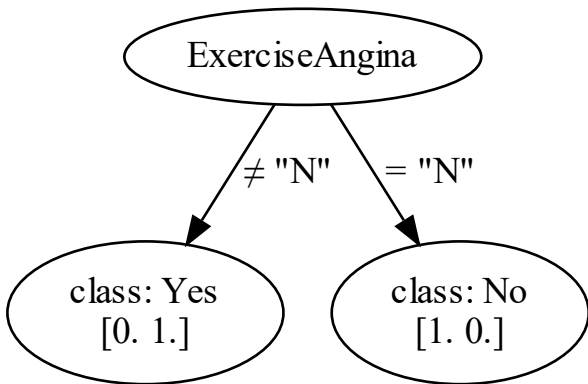 ExerciseAngina
≠ "N"
= "N"
class: Yes
[0. 1.]
class: No
[1. 0.]